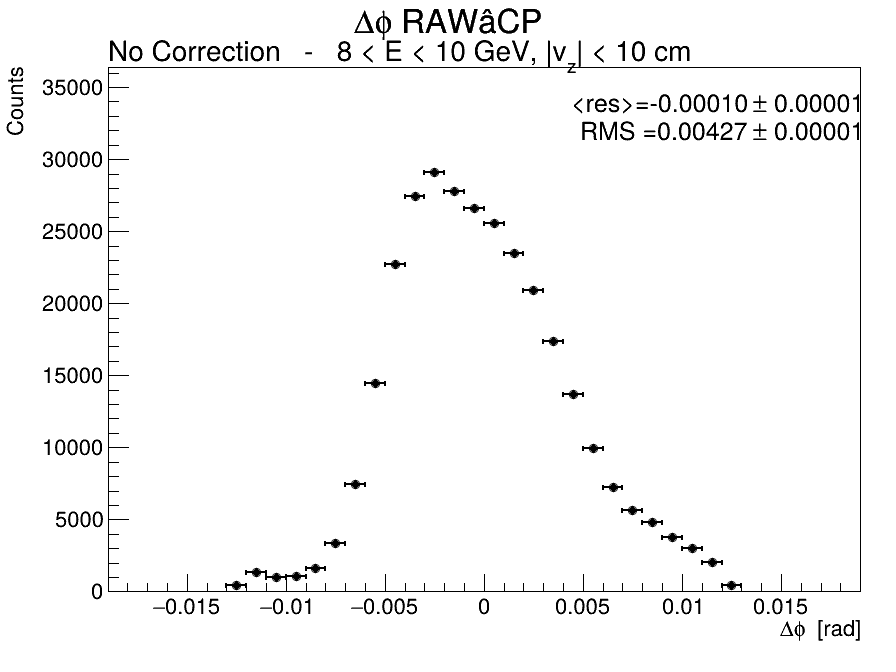 Δϕ RAWâCP
No Correction - 8 < E < 10 GeV, |v_z| < 10 cm
<res>=-0.00010 ± 0.00001
RMS =0.00427 ± 0.00001
Counts
35000
30000
25000
20000
15000
10000
5000
0
−0.015 −0.01 −0.005 0 0.005 0.01 0.015
Δϕ [rad]